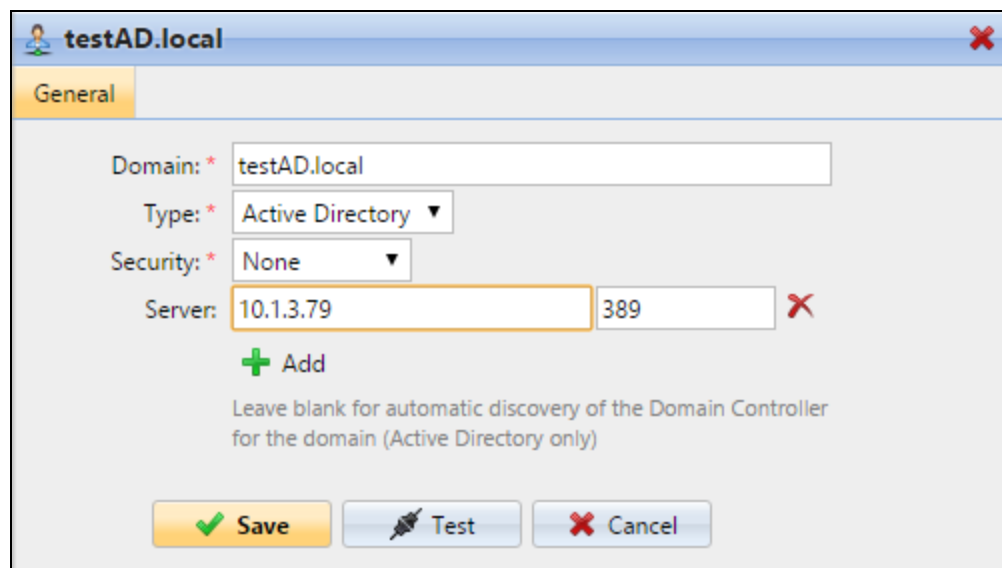 testAD.local
General
Domain: * testAD.local
Type: * Active Directory
Security: * None
Server: 10.1.3.79 389
Add
Leave blank for automatic discovery of the Domain Controller
for the domain (Active Directory only)
Save Test Cancel